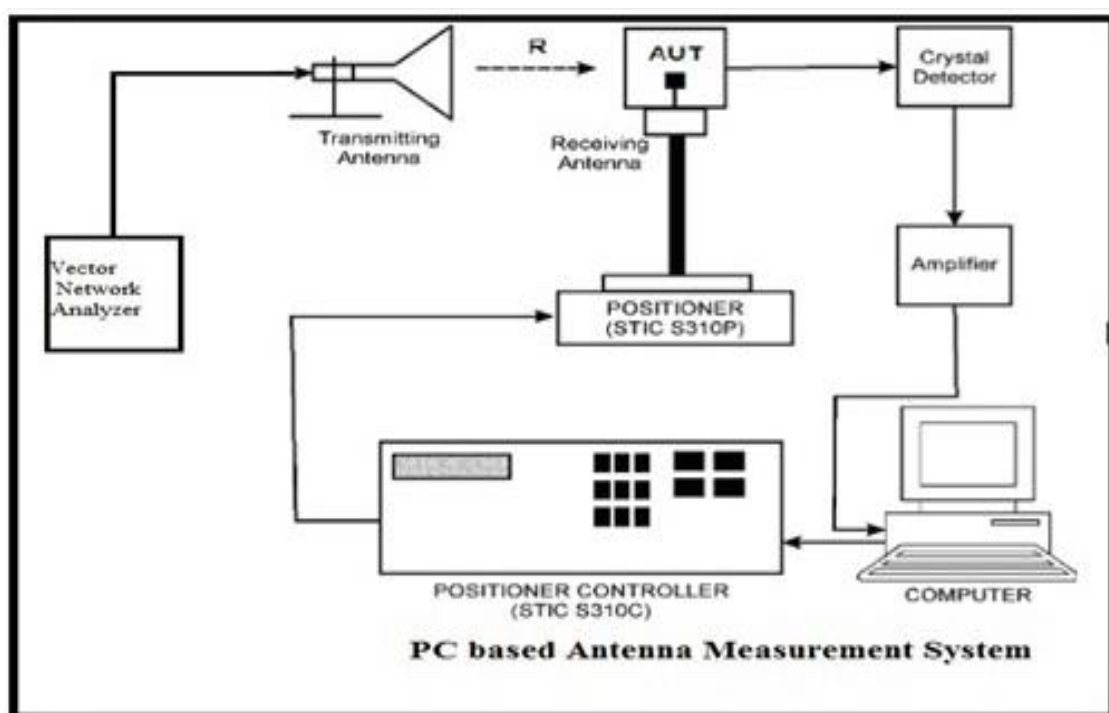 R
AUT
Crystal
Detector
Transmitting
Antenna
Receiving
Antenna
Vector
Network
Analyzer
Amplifier
POSITIONER
(STIC S310P)
POSITIONER CONTROLLER
(STIC S310C)
COMPUTER
PC based Antenna Measurement System